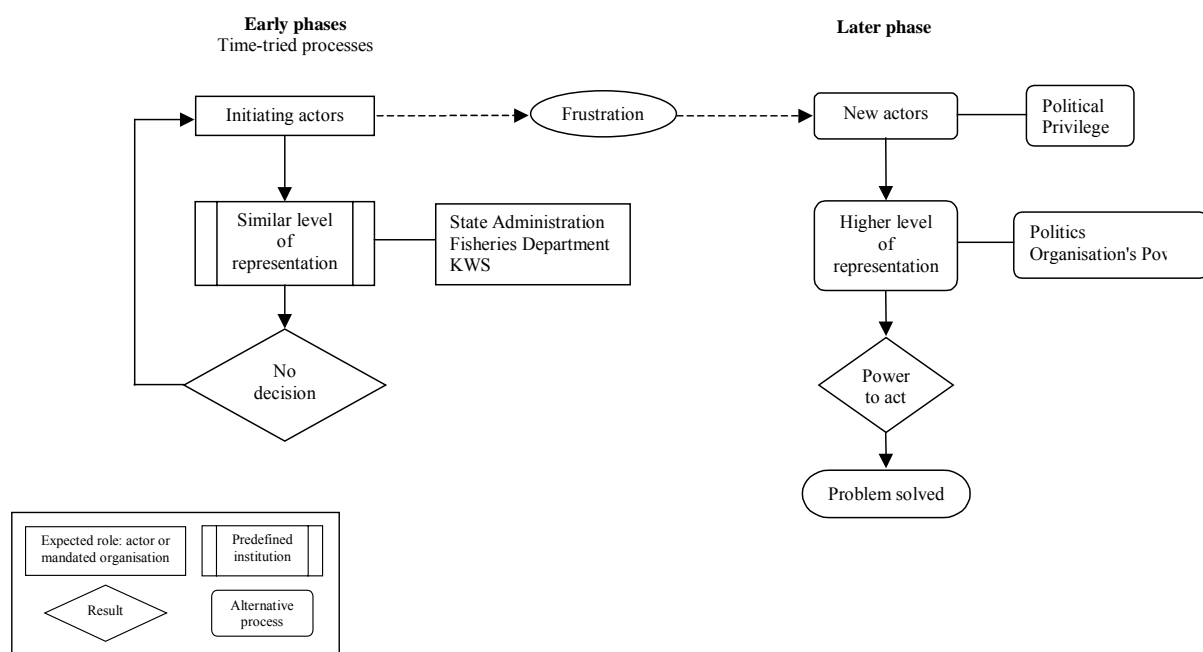 Early phases
Time-tried processes
Later phase
Initiating actors
Frustration
New actors
Political
Privilege
Similar level
of
representation
State Administration
Fisheries Department
KWS
Higher level
of
representation
Politics
Organisation's Pov
No
decision
Power
to act
Problem solved
Expected role: actor or
mandated organisation
Predefined
institution
Result
Alternative
process